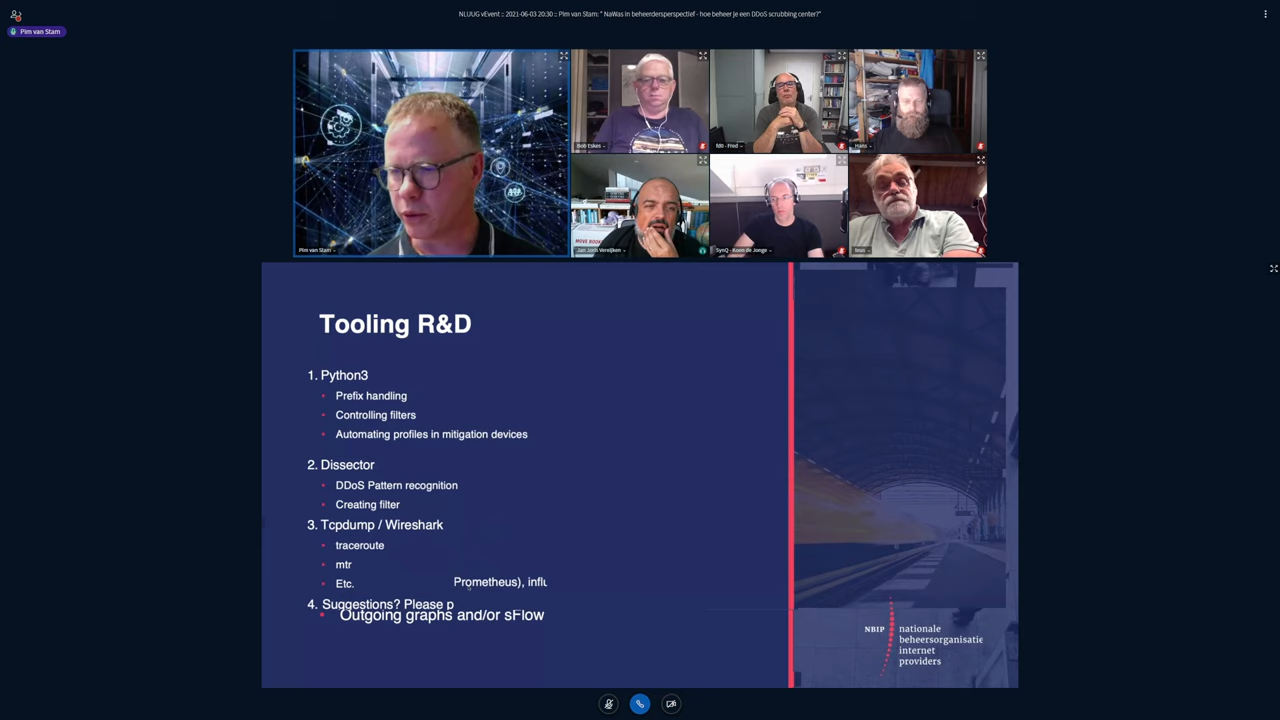 NLUUG vEvent :: 2021-06-03 20:30 :: Pim van Stam: " NaWas in beheerdersperspectief - hoe beheer je een DDoS scrubbing center?"
Pim van Stam
Pim van Stam
Bob Eskes
fd0 - Fred
Hans
Jan Joris Vereijken
SynQ - Koen de Jonge
linus
MOVE BOOK
Tooling R&D
1. Python3
• Prefix handling
• Controlling filters
• Automating profiles in mitigation devices
2. Dissector
• DDoS Pattern recognition
• Creating filter
3. Tcpdump / Wireshark
• traceroute
• mtr
• Etc.
Prometheus), influ
4. Suggestions? Please p
• Outgoing graphs and/or sFlow
NBIP
nationale
beheersorganisatie
internet
providers